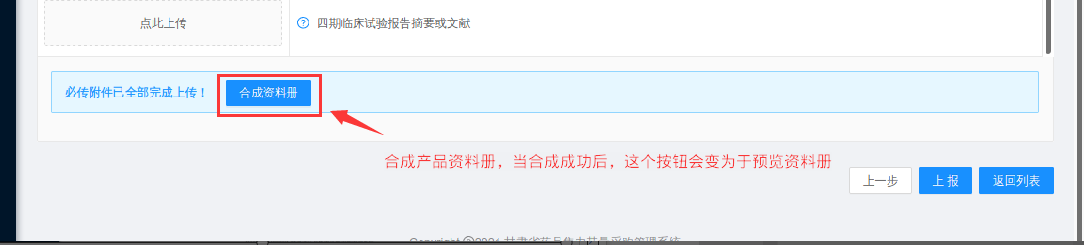 点此上传
四期临床试验报告摘要或文献
必传附件已全部完成上传！ 合成资料册
合成产品资料册，当合成成功后，这个按钮会变为于预览资料册
上一步 上 报 返回列表